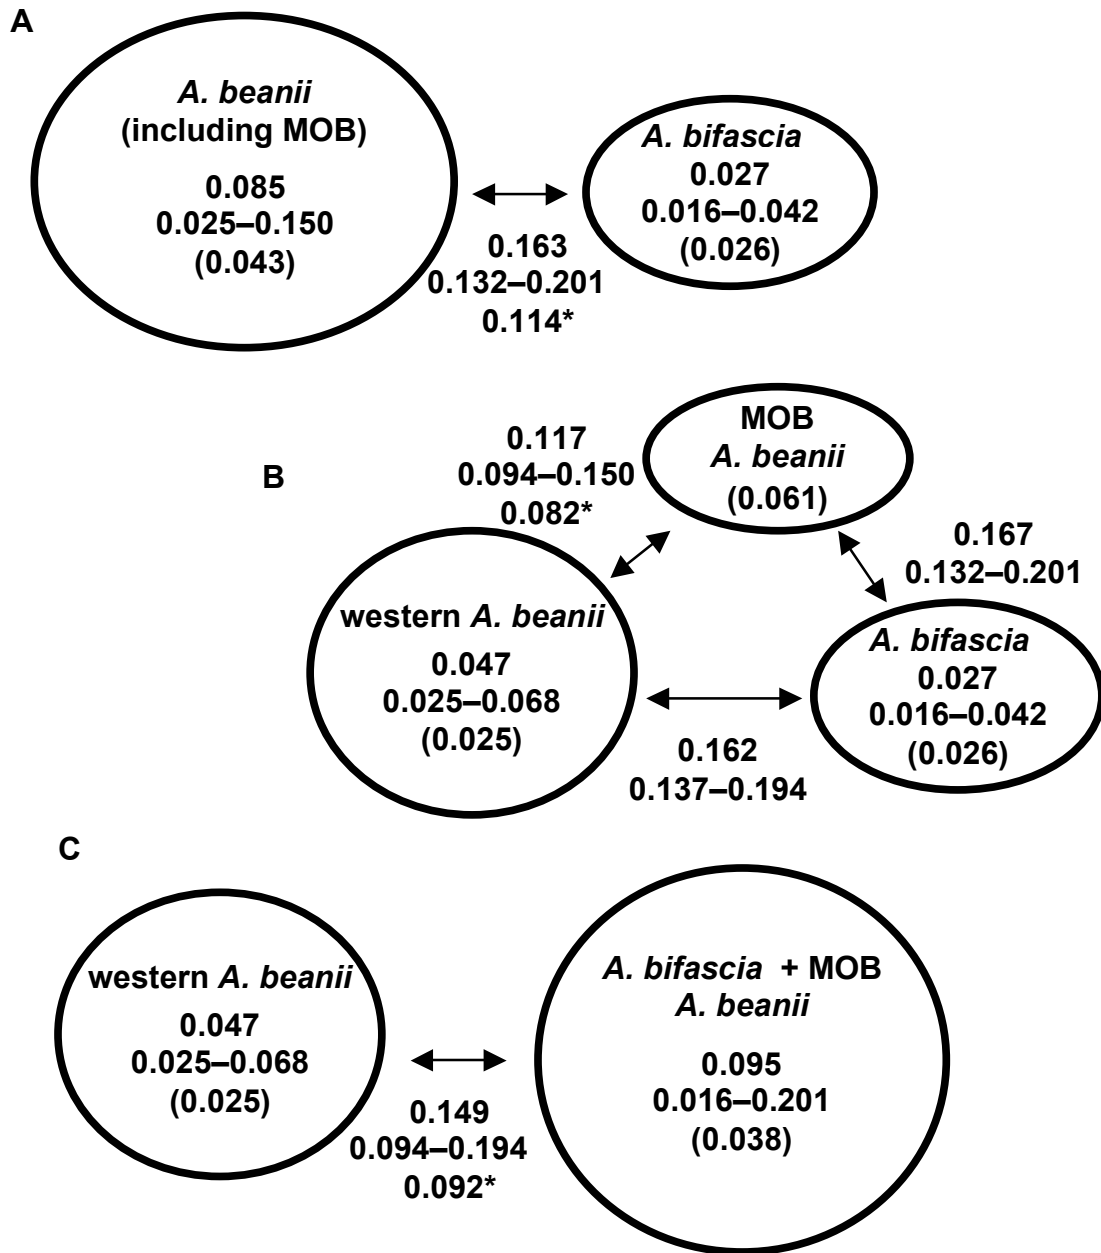 A
A. beanii
(including MOB)
0.085
0.025–0.150
(0.043)
0.163
0.132–0.201
0.114*
A. bifascia
0.027
0.016–0.042
(0.026)
B
0.117
0.094–0.150
0.082*
MOB
A. beanii
(0.061)
0.167
0.132–0.201
western A. beanii
0.047
0.025–0.068
(0.025)
0.162
0.137–0.194
A. bifascia
0.027
0.016–0.042
(0.026)
C
western A. beanii
0.047
0.025–0.068
(0.025)
0.149
0.094–0.194
0.092*
A. bifascia + MOB
A. beanii
0.095
0.016–0.201
(0.038)